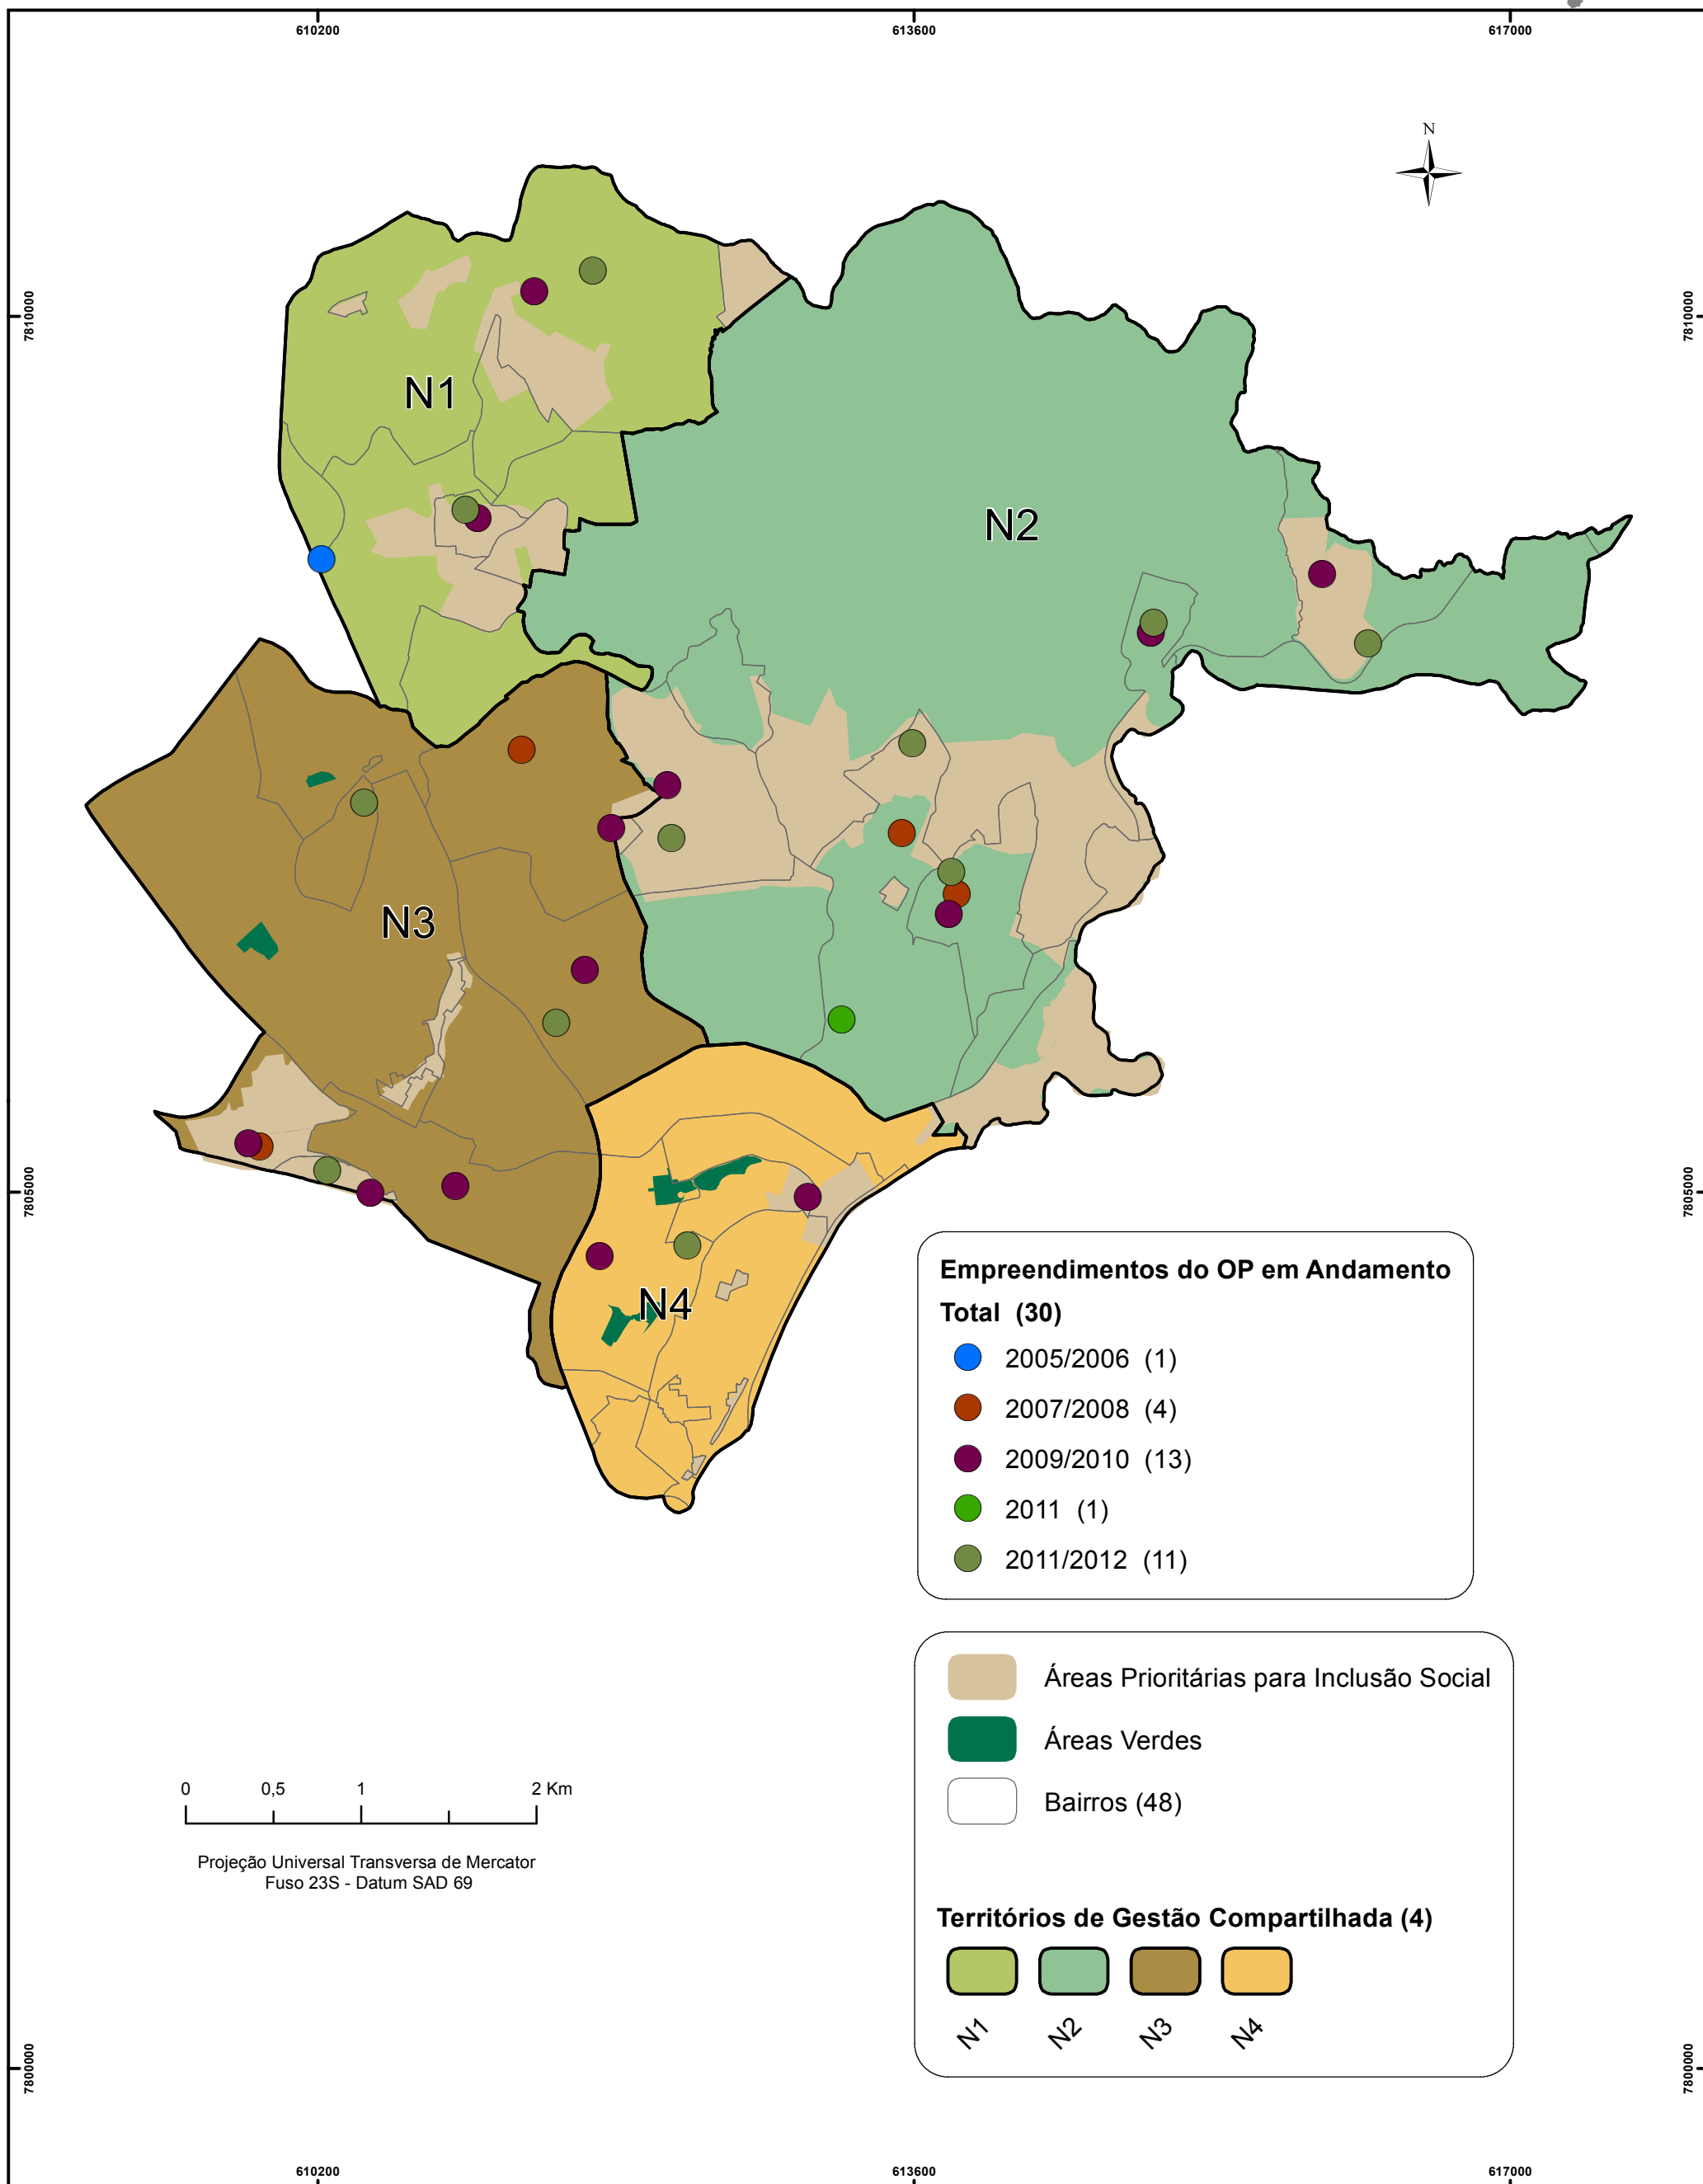 610200 613600 617000
N
7810000 7810000
N1
N2
N3
7805000 7805000
N4
Empreendimentos do OP em Andamento
Total (30)
2005/2006 (1)
2007/2008 (4)
2009/2010 (13)
2011 (1)
2011/2012 (11)
Áreas Prioritárias para Inclusão Social
Áreas Verdes
Bairros (48)
0 0,5 1 2 Km
Projeção Universal Transversa de Mercator
Fuso 23S - Datum SAD 69
Territórios de Gestão Compartilhada (4)
N1 N2 N3 N4
7800000 7800000
610200 613600 617000